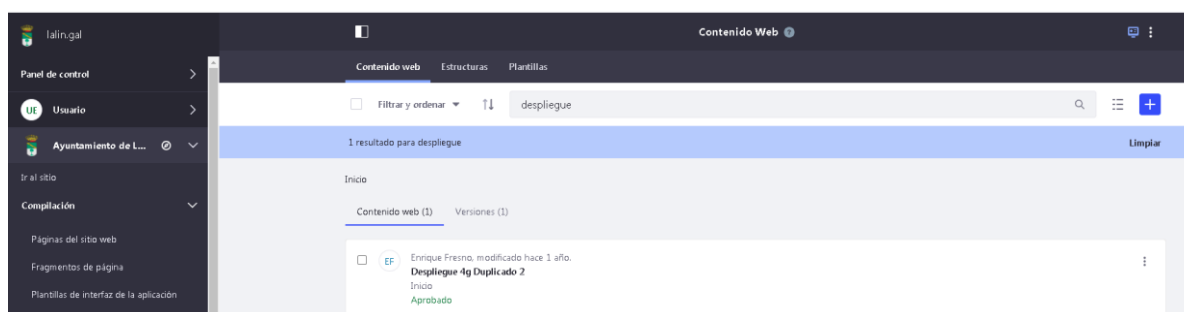 lalin.gal
Contenido Web
Panel de control
Contenido web Estructuras Plantillas
UE Usuario
Filtrar y ordenar despliegue
Ayuntamiento de L...
1 resultado para despliegue Limpiar
Ir al sitio
Inicio
Compilación
Contenido web (1) Versiones (1)
Páginas del sitio web
Fragmentos de página
Plantillas de interfaz de la aplicación
EF Enrique Fresno, modificado hace 1 año.
Despliegue 4g Duplicado 2
Inicio
Aprobado